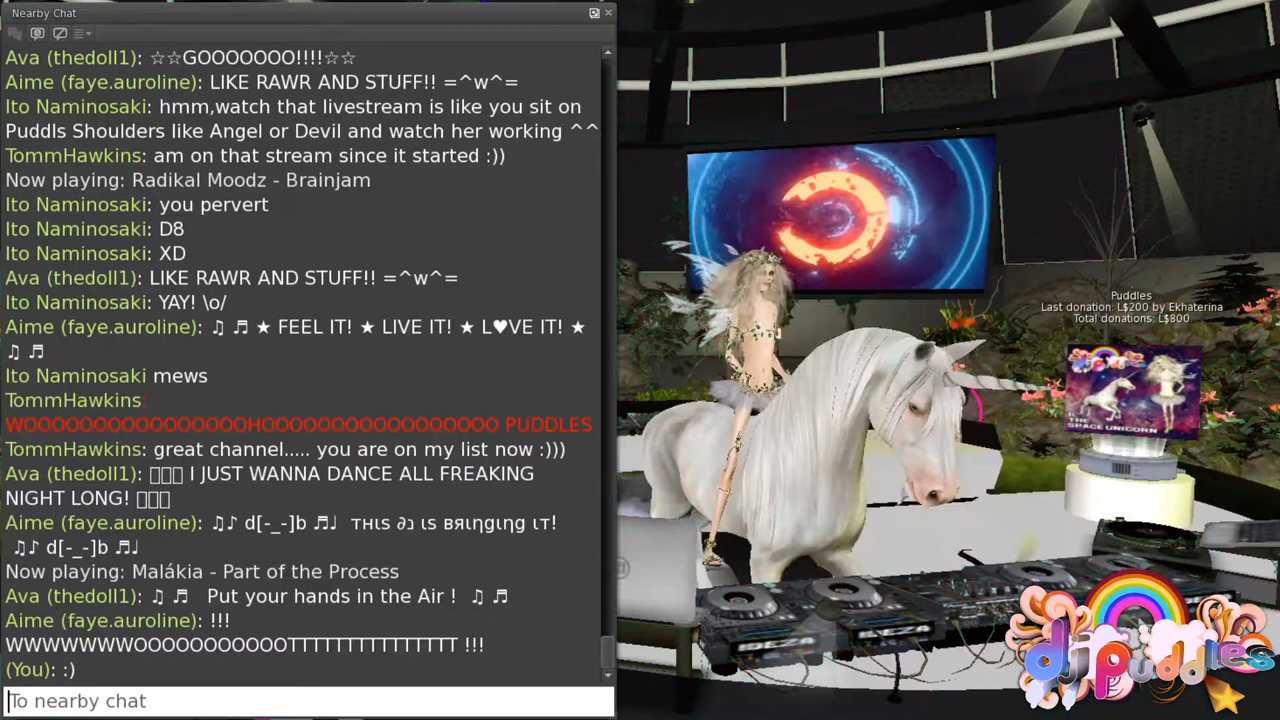 Nearby Chat
Ava (thedoll1): ☆☆GOOOOOOO!!!!☆☆
Aime (faye.auroline): LIKE RAWR AND STUFF!! =^w^=
Ito Naminosaki: hmm,watch that livestream is like you sit on
Puddls Shoulders like Angel or Devil and watch her working ^^
TommHawkins: am on that stream since it started :))
Now playing: Radikal Moodz - Brainjam
Ito Naminosaki: you pervert
Ito Naminosaki: D8
Ito Naminosaki: XD
Ava (thedoll1): LIKE RAWR AND STUFF!! =^w^=
Ito Naminosaki: YAY! \o/
Aime (faye.auroline): ♫ ♬ ★ FEEL IT! ★ LIVE IT! ★ L♥VE IT! ★
♫ ♬
Ito Naminosaki mews
TommHawkins:
WOOOOOOOOOOOOOOOOHOOOOOOOOOOOOOOOOO PUDDLES
TommHawkins: great channel..... you are on my list now :)))
Ava (thedoll1): I JUST WANNA DANCE ALL FREAKING
NIGHT LONG!
Aime (faye.auroline): ♫♪ d[-_-]b ♬♩ тнιs ∂נ ιs вяιηgιηg ιт!
♫♪ d[-_-]b ♬♩
Now playing: Malákia - Part of the Process
Ava (thedoll1): ♫ ♬ Put your hands in the Air ! ♫ ♬
Aime (faye.auroline): !!!
WWWWWWWOOOOOOOOOOOTTTTTTTTTTTTTTT !!!
(You): :)
To nearby chat
Puddles
Last donation: L$200 by Ekhaterina
Total donations: L$800
THE
SPACE UNICORN
dj puddles